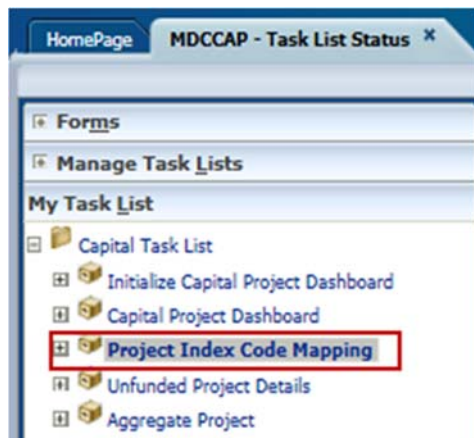 HomePage MDCCAP - Task List Status ×
Forms
Manage Task Lists
My Task List
Capital Task List
Initialize Capital Project Dashboard
Capital Project Dashboard
Project Index Code Mapping
Unfunded Project Details
Aggregate Project